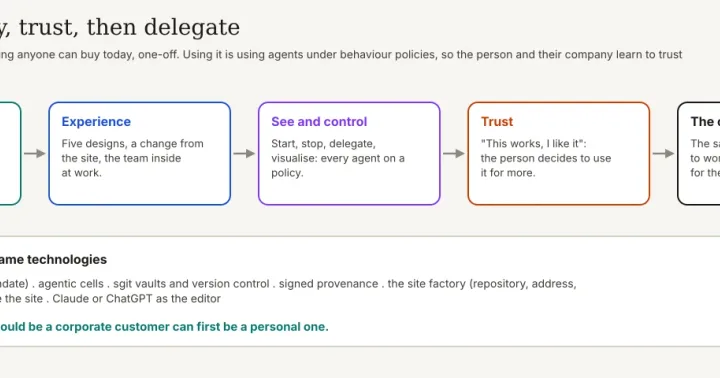 y, trust, then delegate
ing anyone can buy today, one-off. Using it is using agents under behaviour policies, so the person and their company learn to trust
Experience
Five designs, a change from
the site, the team inside
at work.
See and control
Start, stop, delegate,
visualise: every agent on a
policy.
Trust
"This works, I like it":
the person decides to use
it for more.
The
The sa
to wor
for the
ame technologies
ndate) . agentic cells . sgit vaults and version control . signed provenance . the site factory (repository, address,
e the site . Claude or ChatGPT as the editor
ould be a corporate customer can first be a personal one.